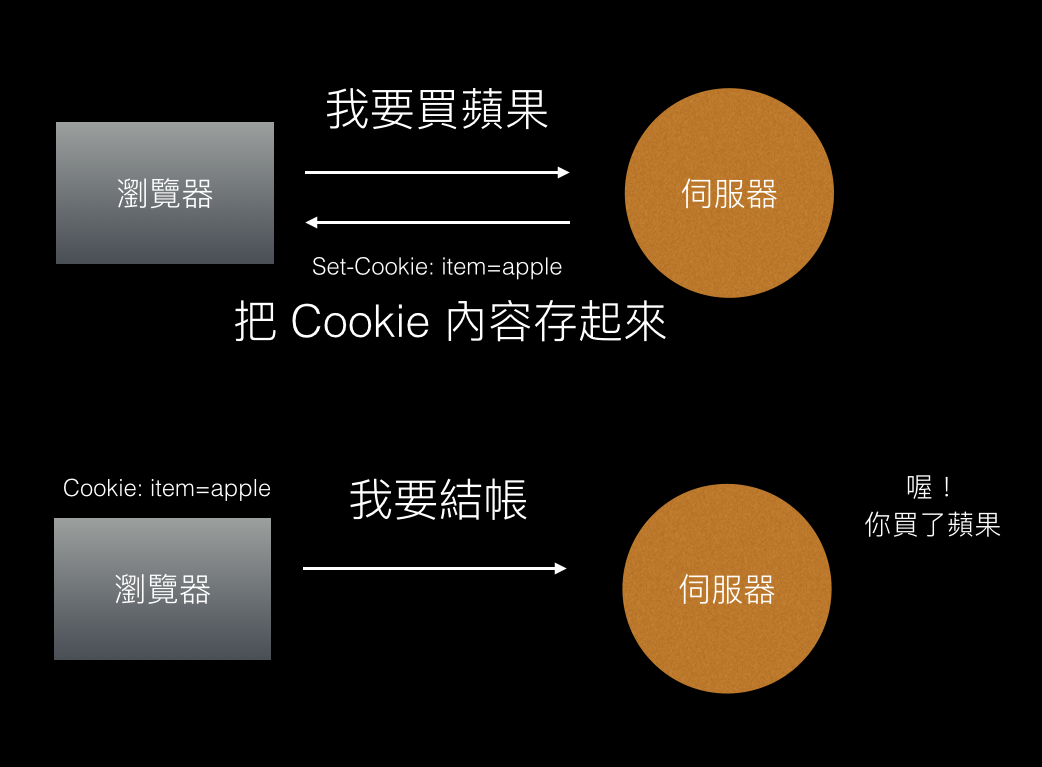 我要買蘋果
瀏覽器
伺服器
Set-Cookie: item=apple
把 Cookie 內容存起來
Cookie: item=apple
我要結帳
瀏覽器
伺服器
喔！
你買了蘋果